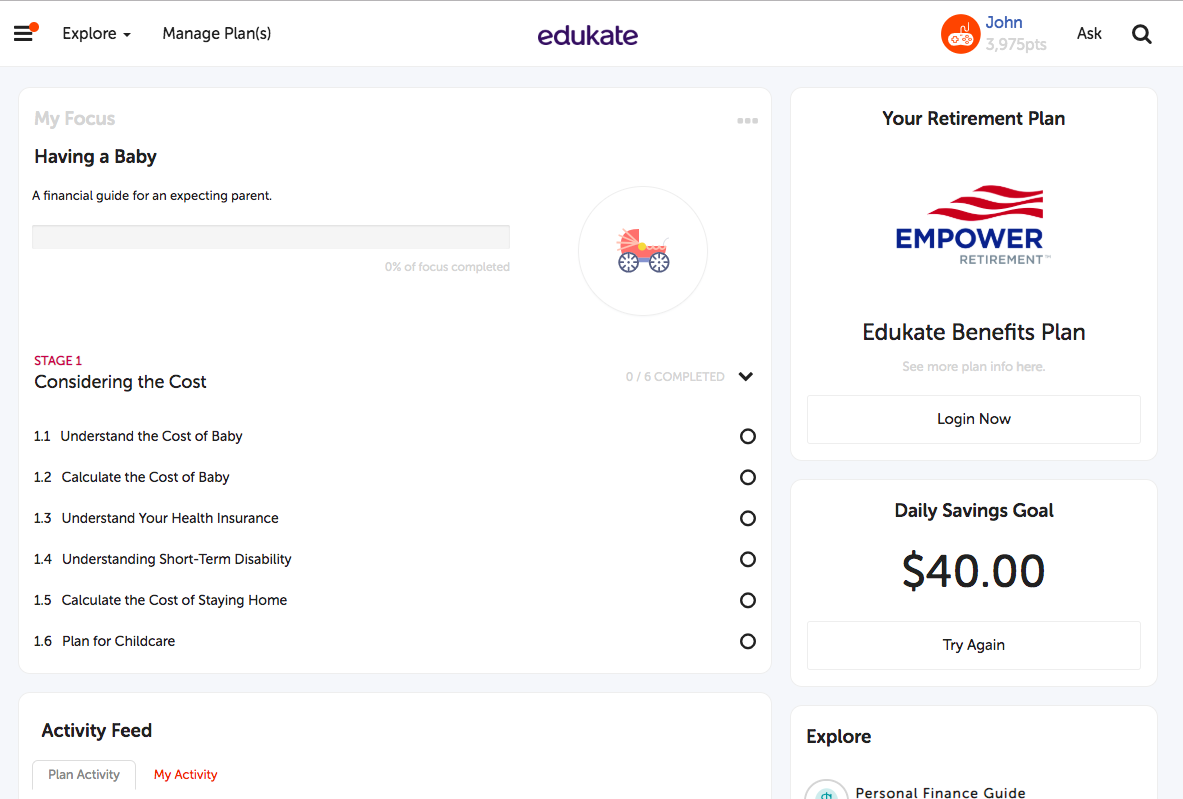 Explore
Manage Plan(s)
edukate
John
3,975pts
Ask
My Focus
Having a Baby
A financial guide for an expecting parent.
0% of focus completed
STAGE 1
Considering the Cost
0 / 6 COMPLETED
1.1 Understand the Cost of Baby
1.2 Calculate the Cost of Baby
1.3 Understand Your Health Insurance
1.4 Understanding Short-Term Disability
1.5 Calculate the Cost of Staying Home
1.6 Plan for Childcare
Activity Feed
Plan Activity
My Activity
Your Retirement Plan
EMPOWER
RETIREMENT™
Edukate Benefits Plan
See more plan info here.
Login Now
Daily Savings Goal
$40.00
Try Again
Explore
Personal Finance Guide